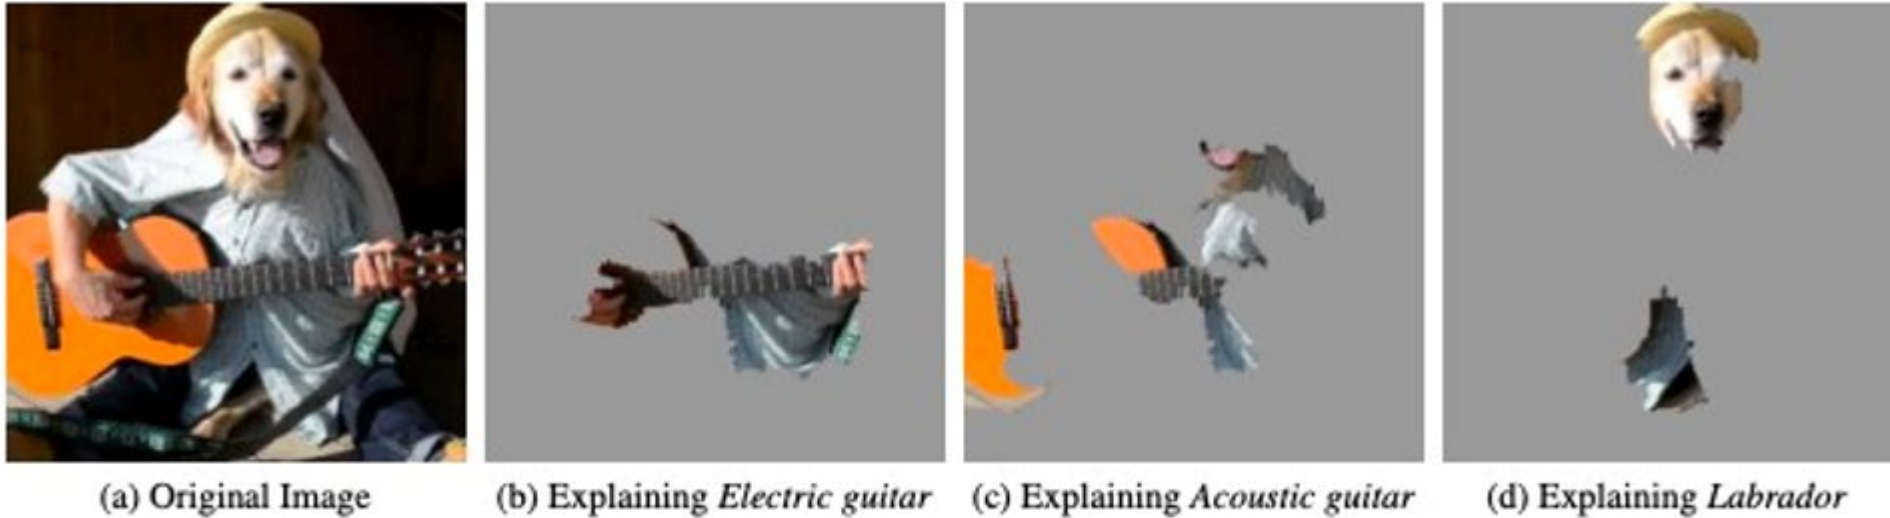 (a) Original Image
(b) Explaining Electric guitar
(c) Explaining Acoustic guitar
(d) Explaining Labrador